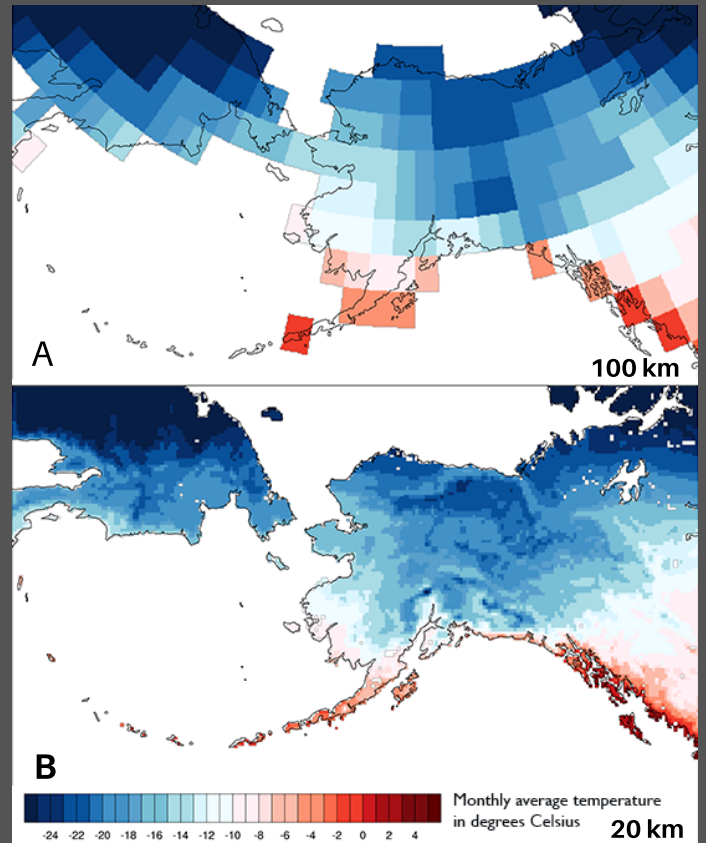 A
100 km
B
-24 -22 -20 -18 -16 -14 -12 -10 -8 -6 -4 -2 0 2 4
Monthly average temperature
in degrees Celsius
20 km